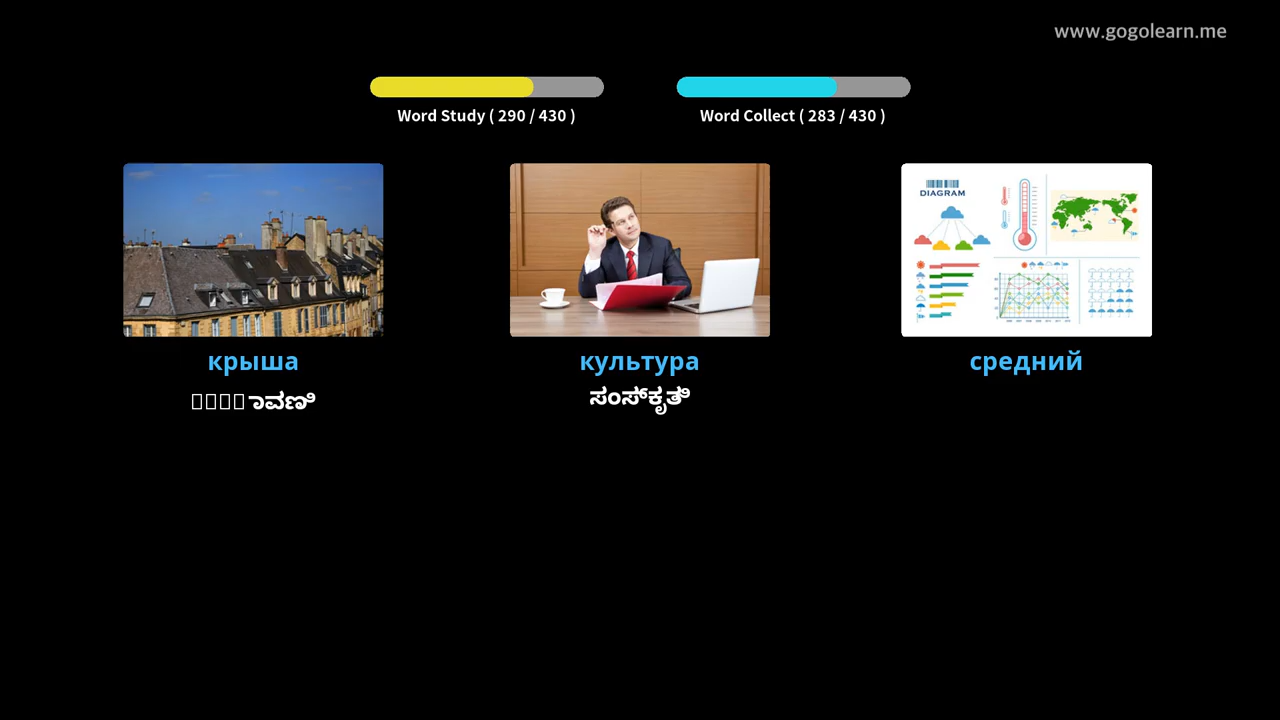 www.gogolearn.me
Word Study ( 290 / 430 )
Word Collect ( 283 / 430 )
DIAGRAM
крыша
культура
средний
ಸಂಸ್ಕೃತಿ